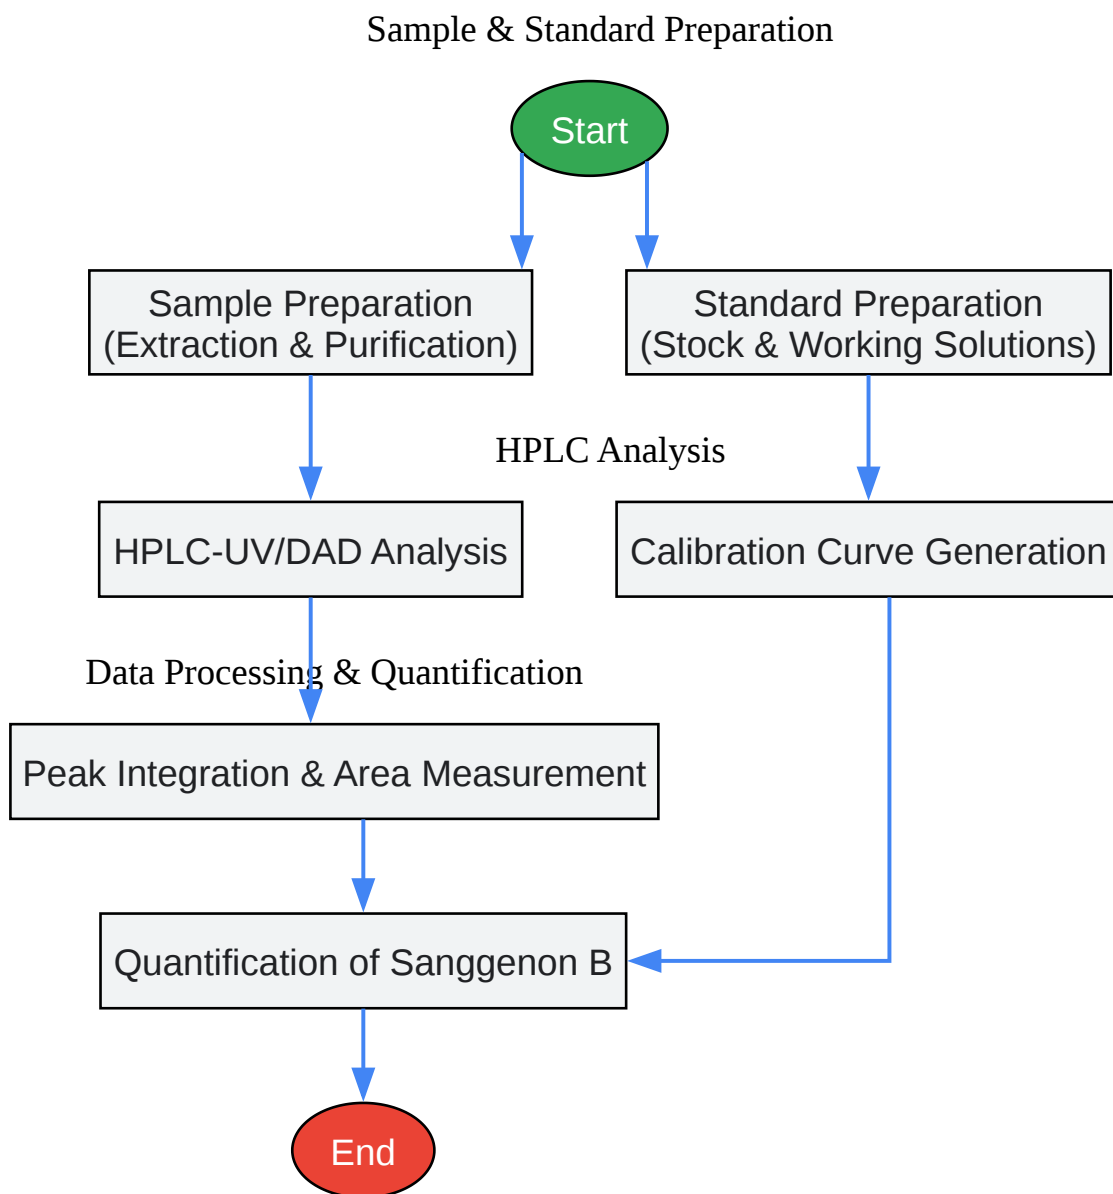 Sample & Standard Preparation
Start
Sample Preparation
(Extraction & Purification)
Standard Preparation
(Stock & Working Solutions)
HPLC Analysis
HPLC-UV/DAD Analysis
Calibration Curve Generation
Data Processing & Quantification
Peak Integration & Area Measurement
Quantification of Sanggenon B
End